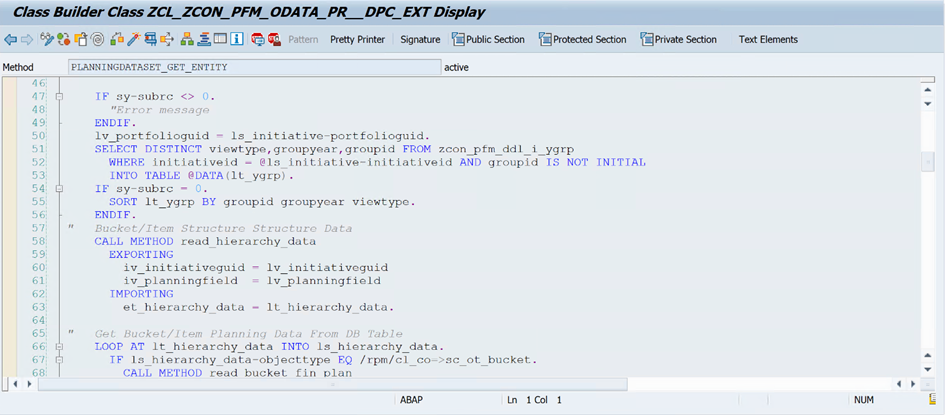 Class Builder Class ZCL_ZCON_PFM_ODATA_PR__DPC_EXT Display
Pattern Pretty Printer Signature Public Section Protected Section Private Section Text Elements
Method PLANNINGDATASET_GET_ENTITY active
46
47 IF sy-subrc <> 0.
48 "Error message
49 ENDIF.
50 lv_portfolioguid = ls_initiative-portfolioguid.
51 SELECT DISTINCT viewtype,groupyear,groupid FROM zcon_pfm_ddl_i_ygrp
52 WHERE initiativeid = @ls_initiative-initiativeid AND groupid IS NOT INITIAL
53 INTO TABLE @DATA(lt_ygrp).
54 IF sy-subrc = 0.
55 SORT lt_ygrp BY groupid groupyear viewtype.
56 ENDIF.
57 " Bucket/Item Structure Structure Data
58 CALL METHOD read_hierarchy_data
59 EXPORTING
60 iv_initiativeguid = lv_initiativeguid
61 iv_planningfield = lv_planningfield
62 IMPORTING
63 et_hierarchy_data = lt_hierarchy_data.
64
65 " Get Bucket/Item Planning Data From DB Table
66 LOOP AT lt_hierarchy_data INTO ls_hierarchy_data.
67 IF ls_hierarchy_data-objecttype EQ /rpm/cl_co=>sc_ot_bucket.
68 CALL METHOD read_bucket_fin_plan
ABAP Ln 1 Col 1 NUM